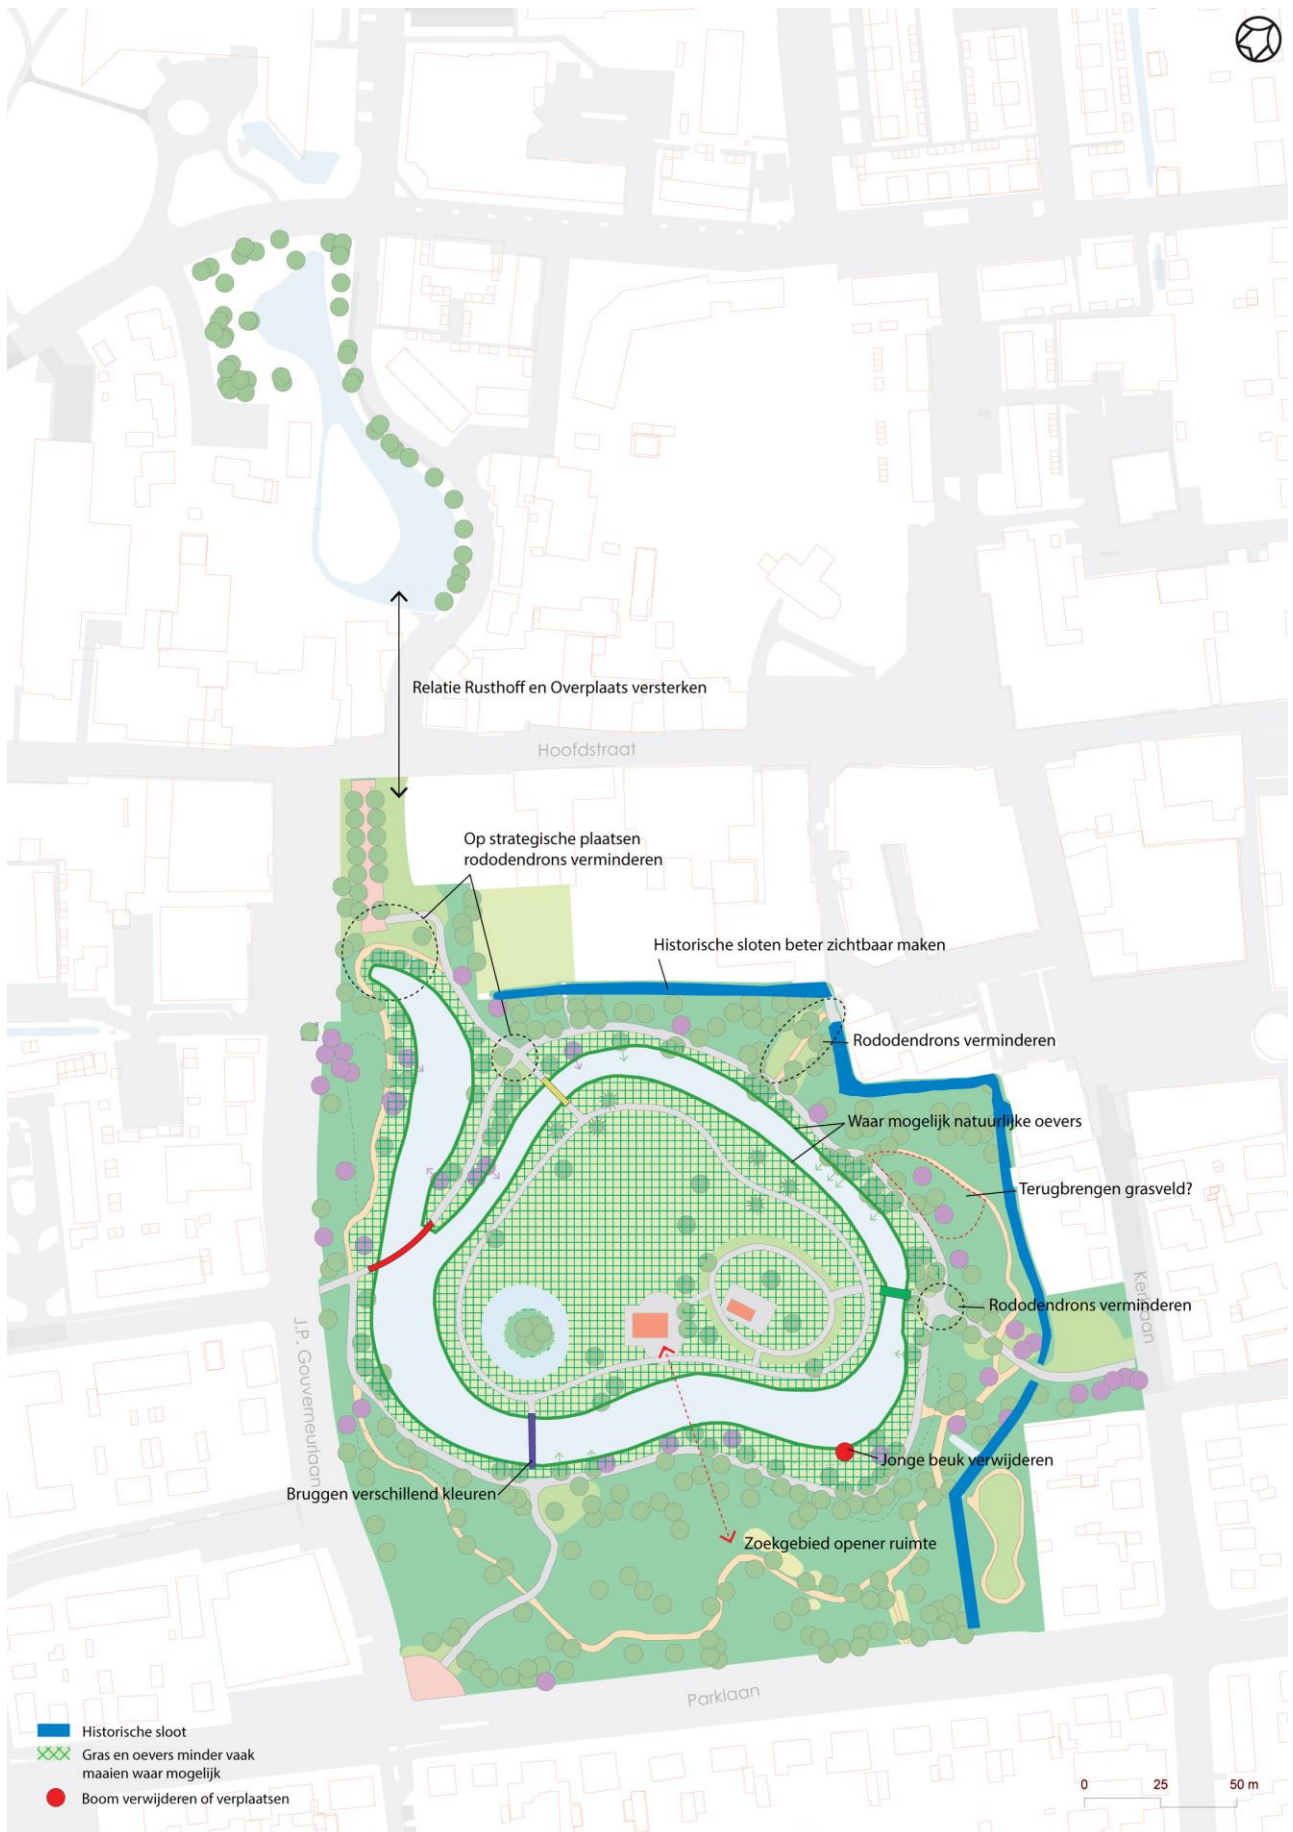 Relatie Rusthoff en Overplaats versterken
Hoofdstraat
Op strategische plaatsen
rododendrons verminderen
Historische sloten beter zichtbaar maken
Rododendrons verminderen
Waar mogelijk natuurlijke oevers
Terugbrengen grasveld?
Kerklaan
Rododendrons verminderen
J.P. Gouverneurlaan
Jonge beuk verwijderen
Bruggen verschillend kleuren
Zoekgebied opener ruimte
Parklaan
Historische sloot
Gras en oevers minder vaak
maaien waar mogelijk
Boom verwijderen of verplaatsen
0 25 50 m